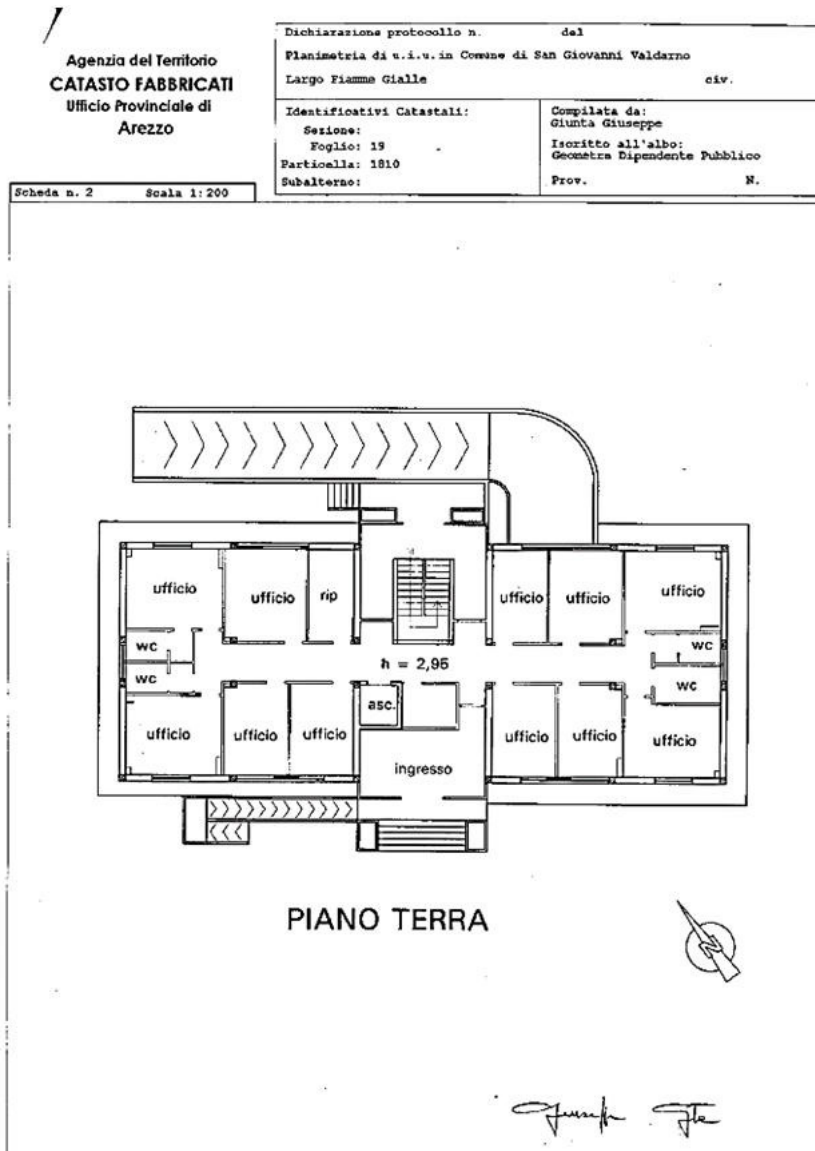 Agenzia del Territorio
CATASTO FABBRICATI
Ufficio Provinciale di
Arezzo
Dichiarazione protocollo n. del
Planimetria di u.i.u. in Comune di San Giovanni Valdarno
Largo Fiamme Gialle civ.
Identificativi Catastali:
Sezione:
Foglio: 19
Particella: 1810
Subalterno:
Compilata da:
Giunta Giuseppe
Iscritto all'albo:
Geometra Dipendente Pubblico
Prov. N.
Scheda n. 2 Scala 1:200
ufficio ufficio rip ufficio ufficio ufficio
wc wc
h = 2,95
wc wc
asc.
ufficio ufficio ufficio ufficio ufficio ufficio
ingresso
PIANO TERRA
N